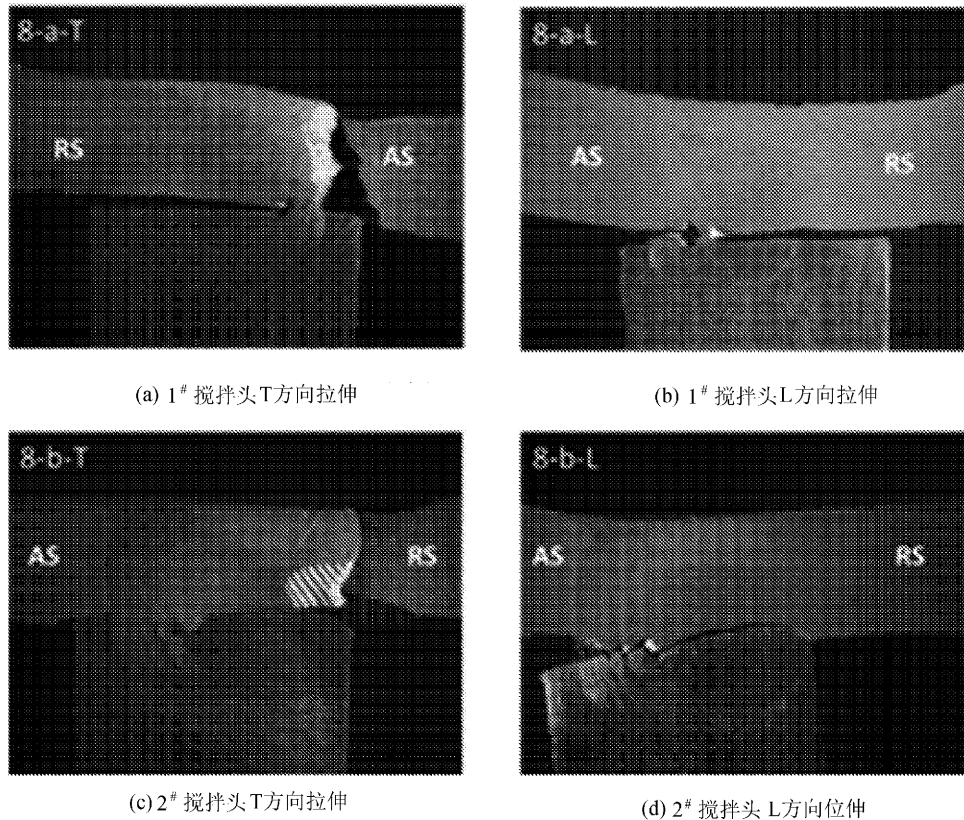 8-a-T
RS
AS
8-a-L
AS
RS
(a) 1# 搅拌头T方向拉伸
(b) 1# 搅拌头L方向拉伸
8-b-T
AS
RS
8-b-L
AS
RS
(c) 2# 搅拌头T方向拉伸
(d) 2# 搅拌头 L方向位伸